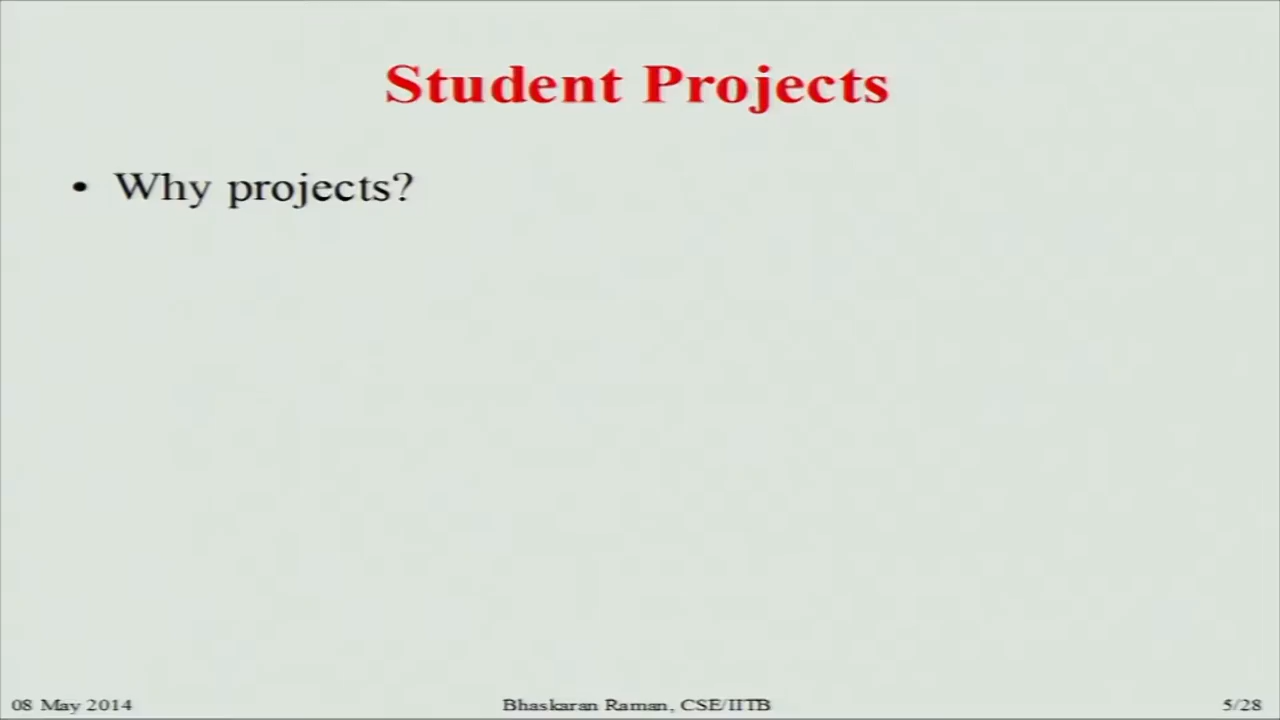 Student Projects
• Why projects?
08 May 2014
Bhaskaran Raman, CSE/IITB
5/28